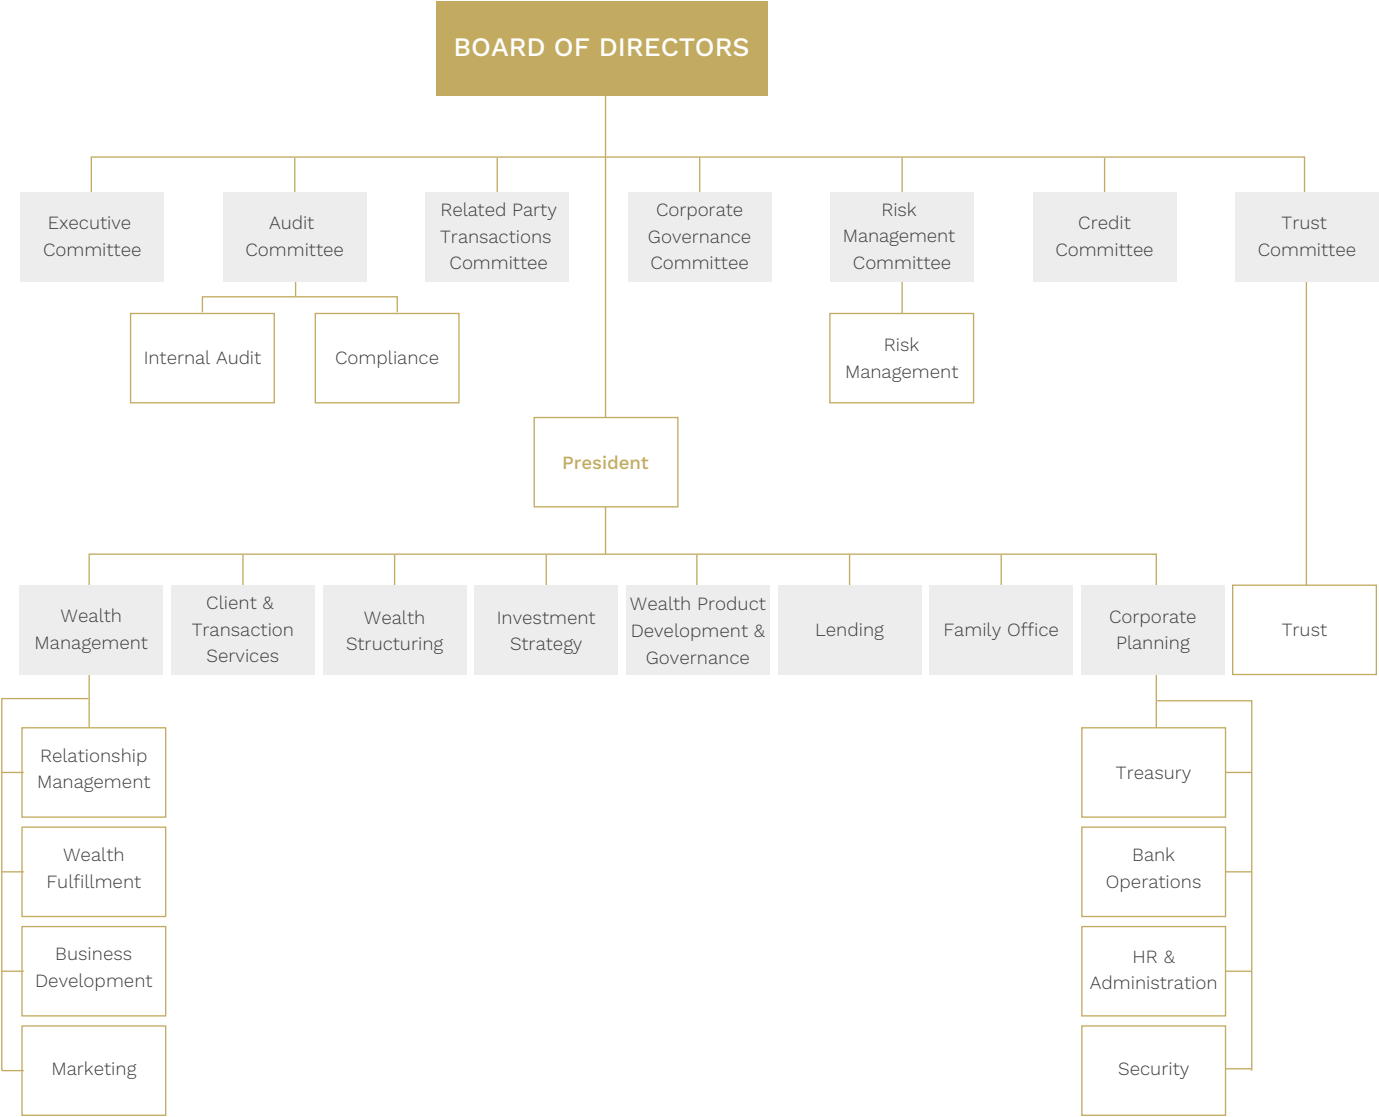 BOARD OF DIRECTORS
Executive
Committee
Audit
Committee
Related Party
Transactions
Committee
Corporate
Governance
Committee
Risk
Management
Committee
Credit
Committee
Trust
Committee
Internal Audit
Compliance
Risk
Management
President
Wealth
Management
Client &
Transaction
Services
Wealth
Structuring
Investment
Strategy
Wealth Product
Development &
Governance
Lending
Family Office
Corporate
Planning
Trust
Relationship
Management
Wealth
Fulfillment
Business
Development
Marketing
Treasury
Bank
Operations
HR &
Administration
Security